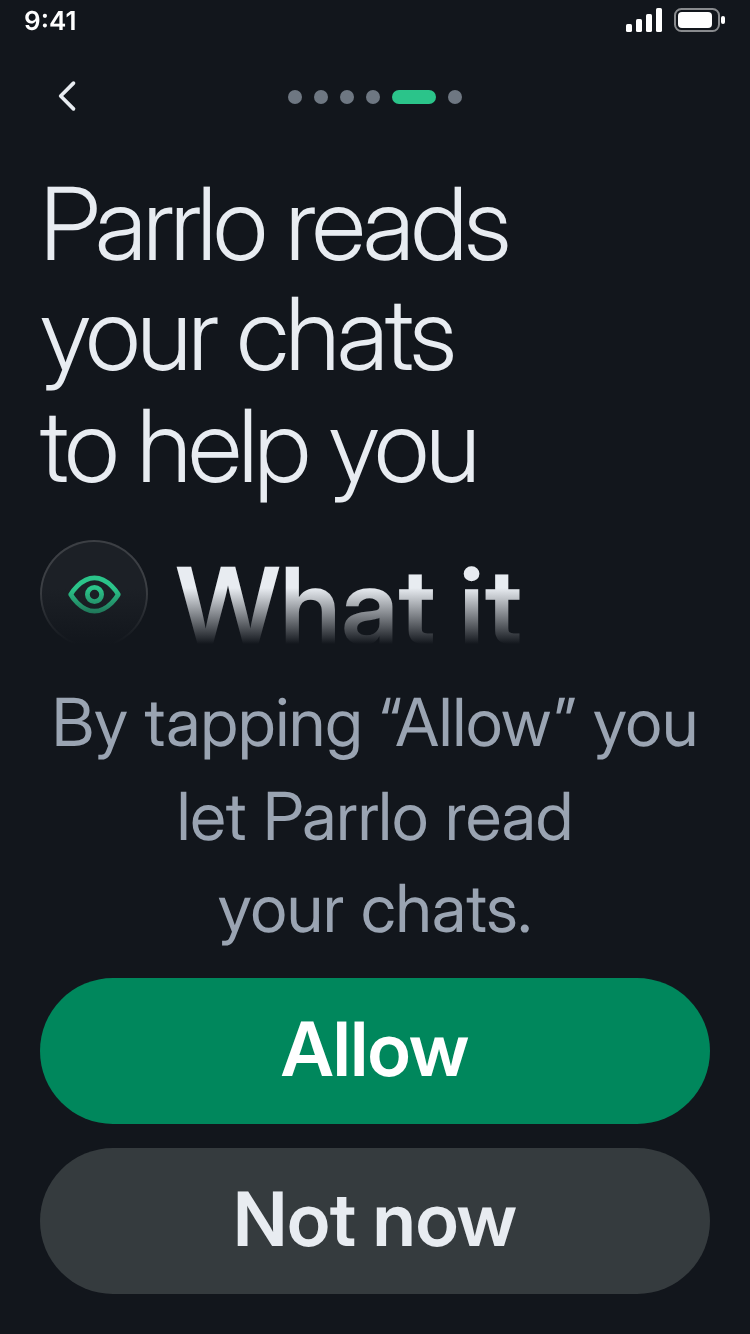 9:41
Parrlo reads
your chats
to help you
What it
By tapping “Allow” you
let Parrlo read
your chats.
Allow
Not now